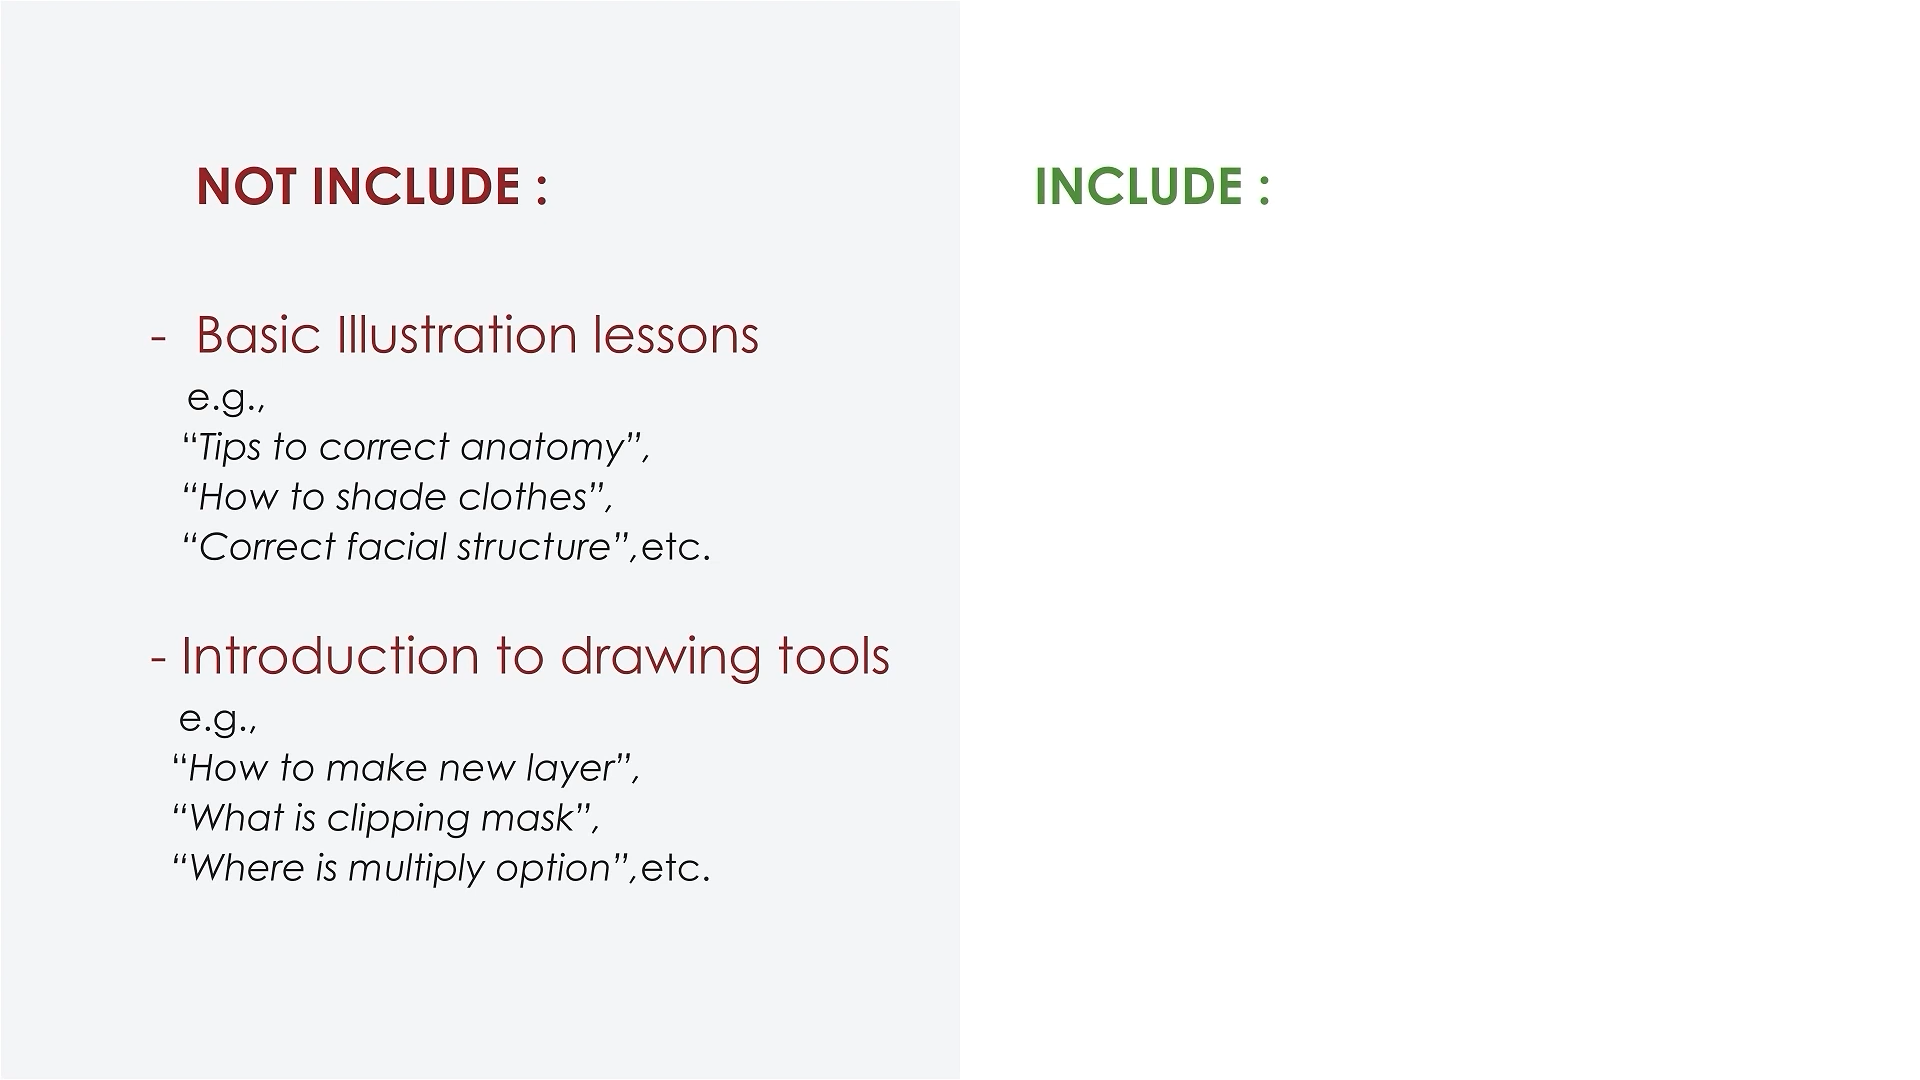 NOT INCLUDE :
- Basic Illustration lessons
e.g.,
“Tips to correct anatomy”,
“How to shade clothes”,
“Correct facial structure”,etc.
- Introduction to drawing tools
e.g.,
“How to make new layer”,
“What is clipping mask”,
“Where is multiply option”,etc.
INCLUDE :